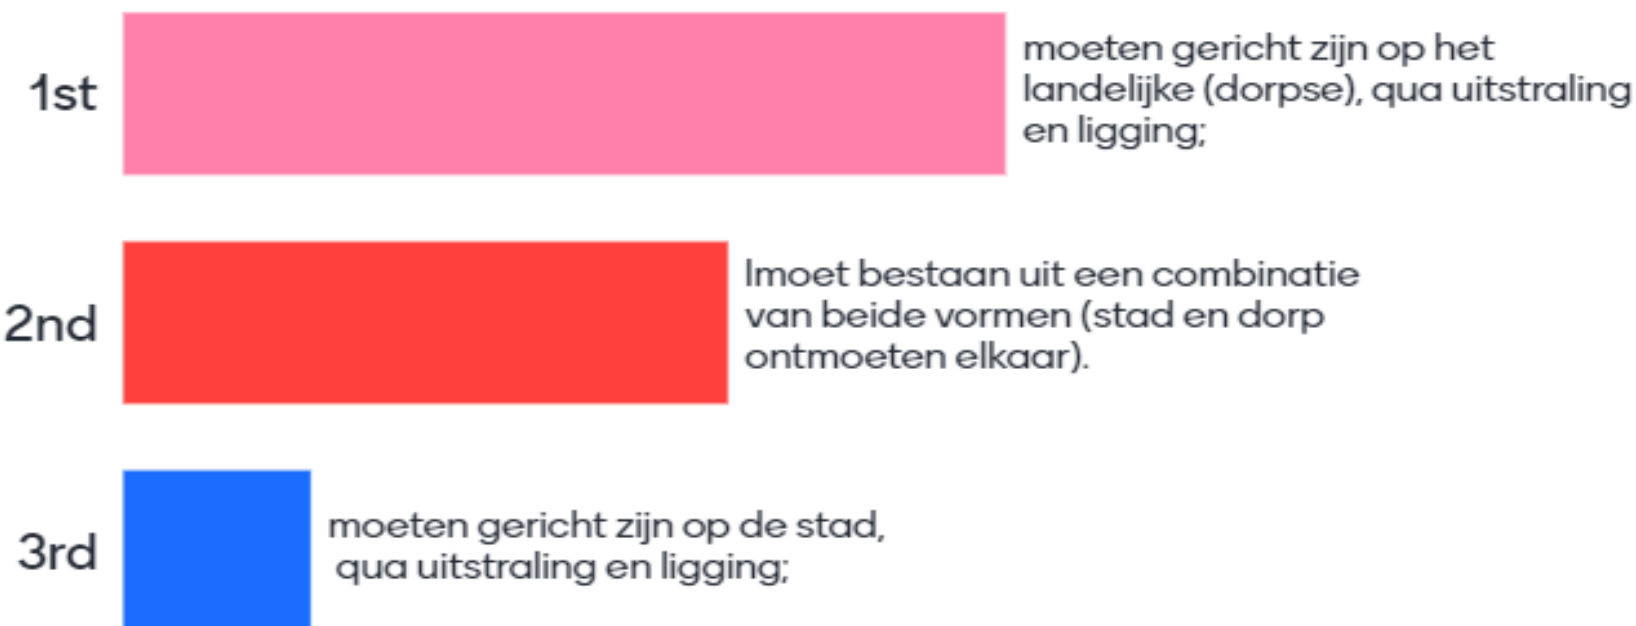 1st
moeten gericht zijn op het
landelijke (dorpse), qua uitstraling
en ligging;
2nd
lmoet bestaan uit een combinatie
van beide vormen (stad en dorp
ontmoeten elkaar).
3rd
moeten gericht zijn op de stad,
qua uitstraling en ligging;